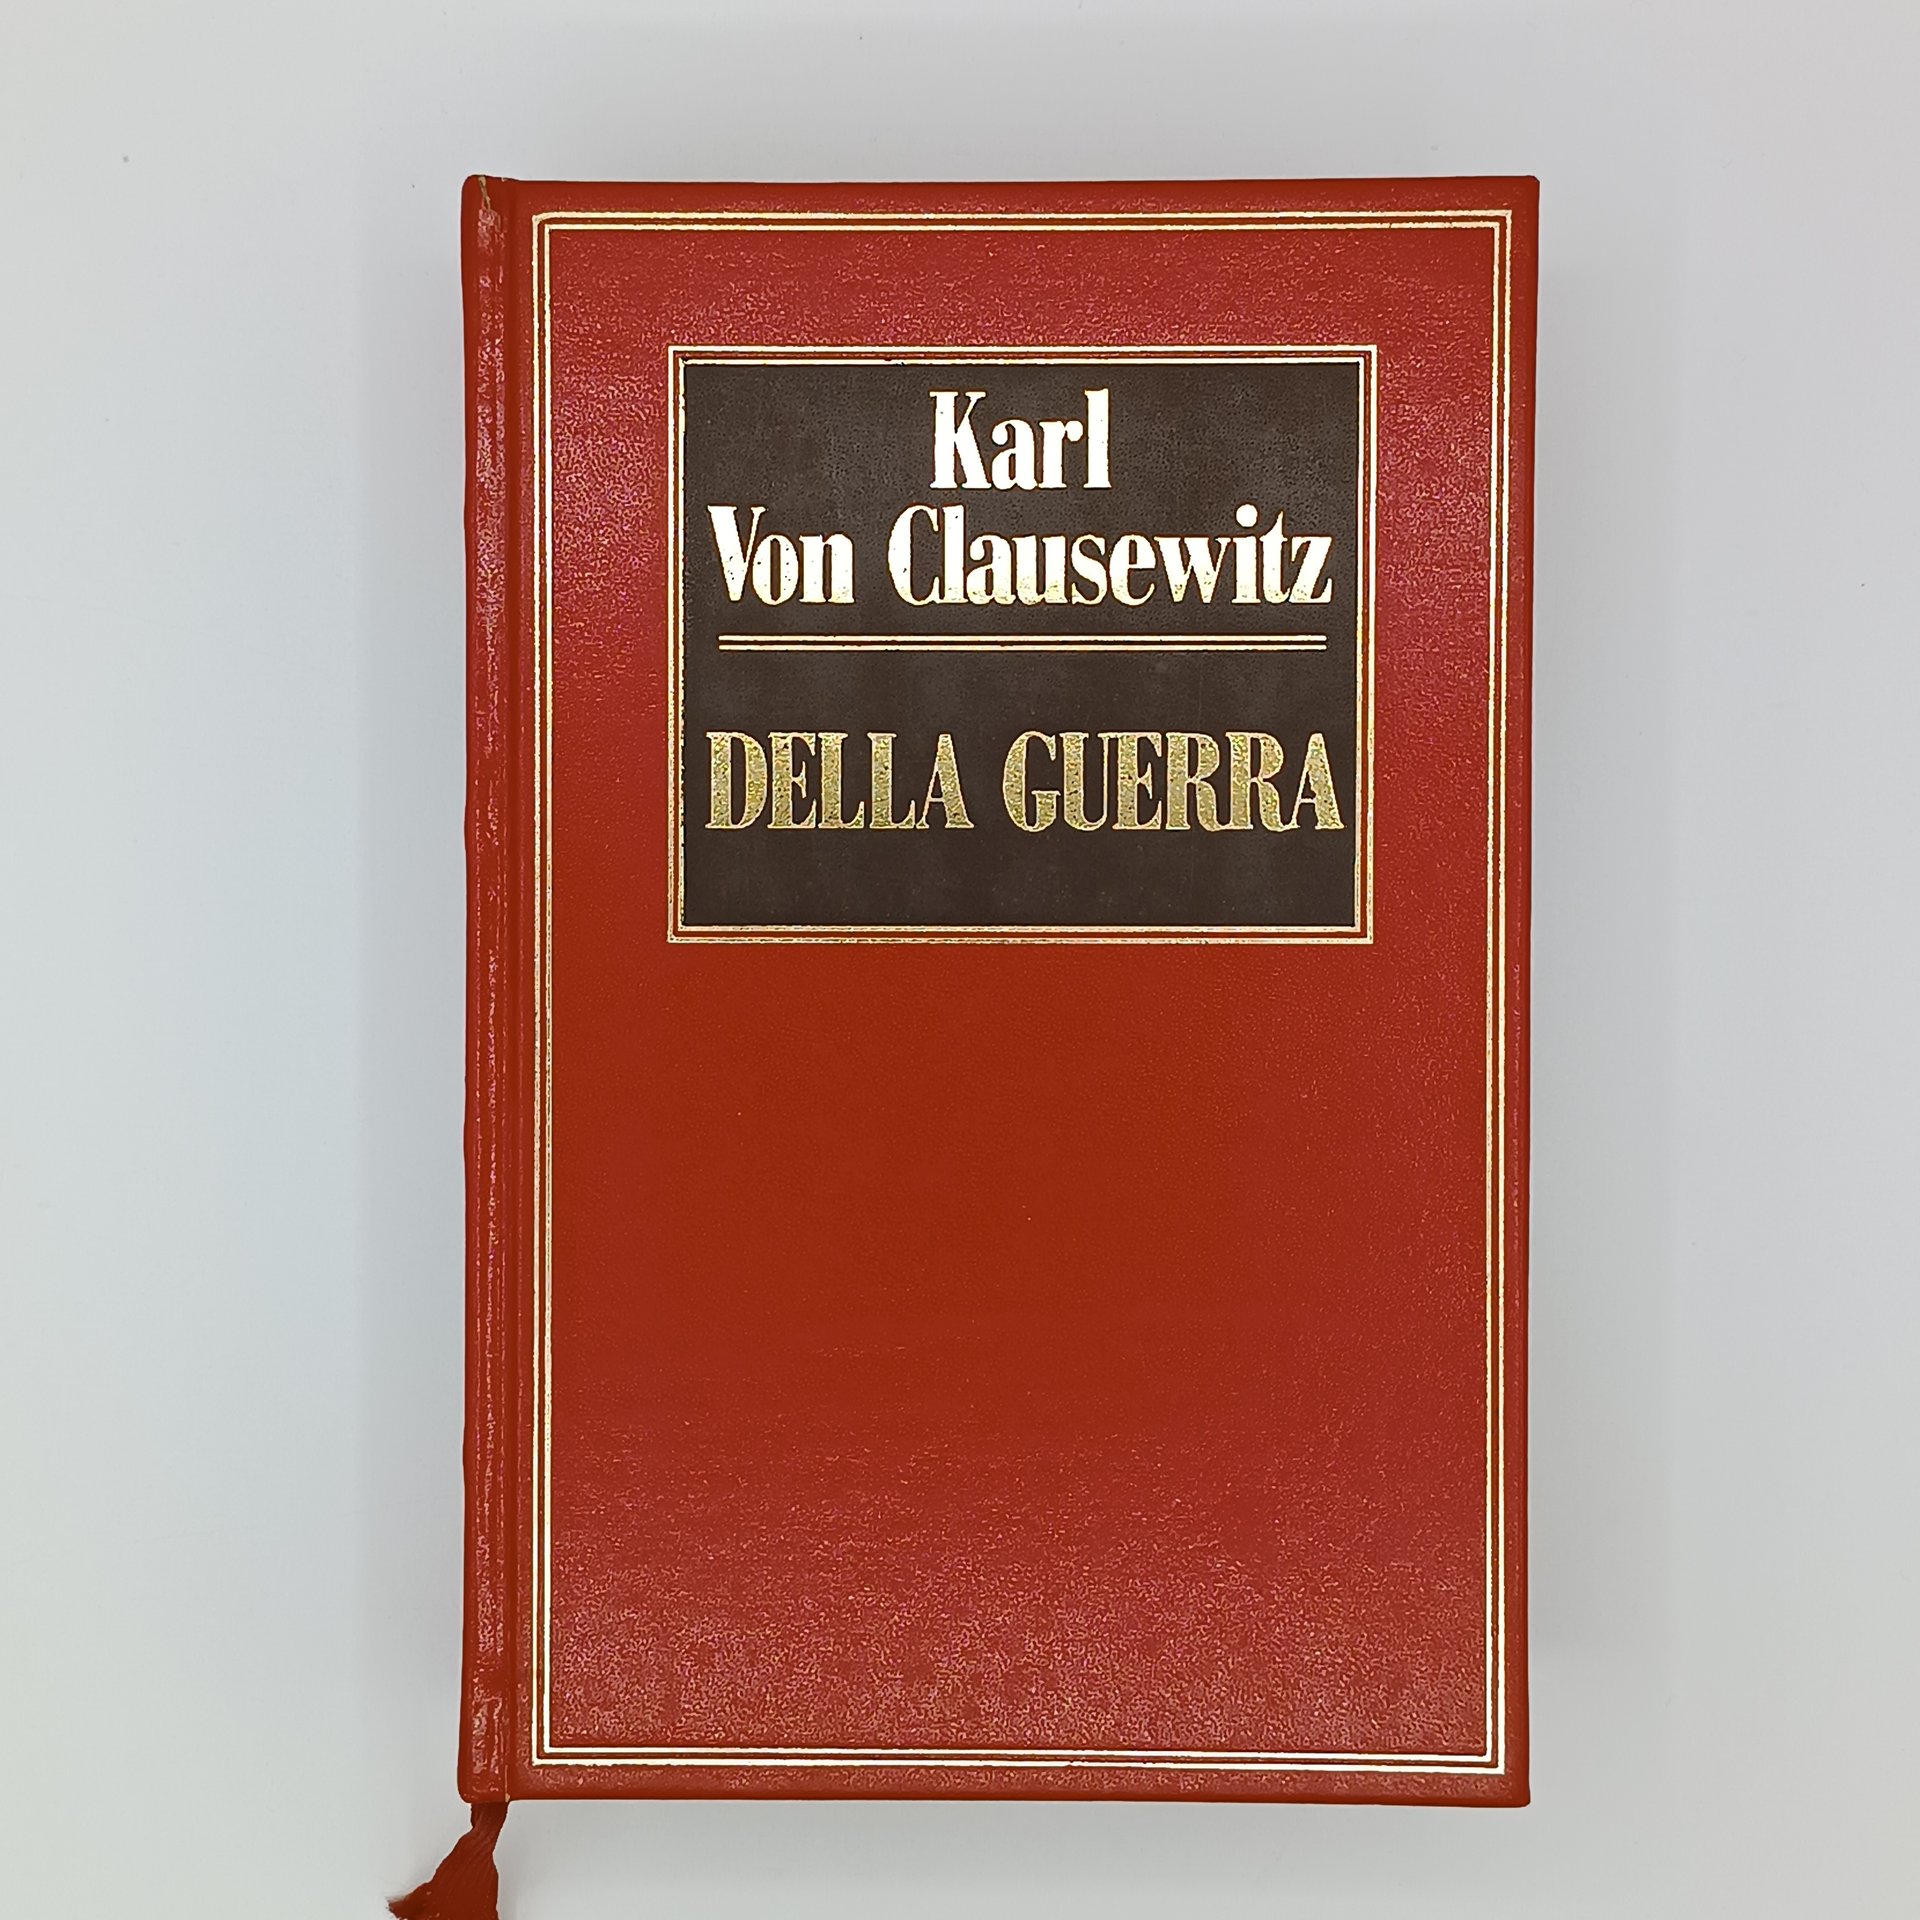 Karl
Von Clausewitz
DELLA GUERRA